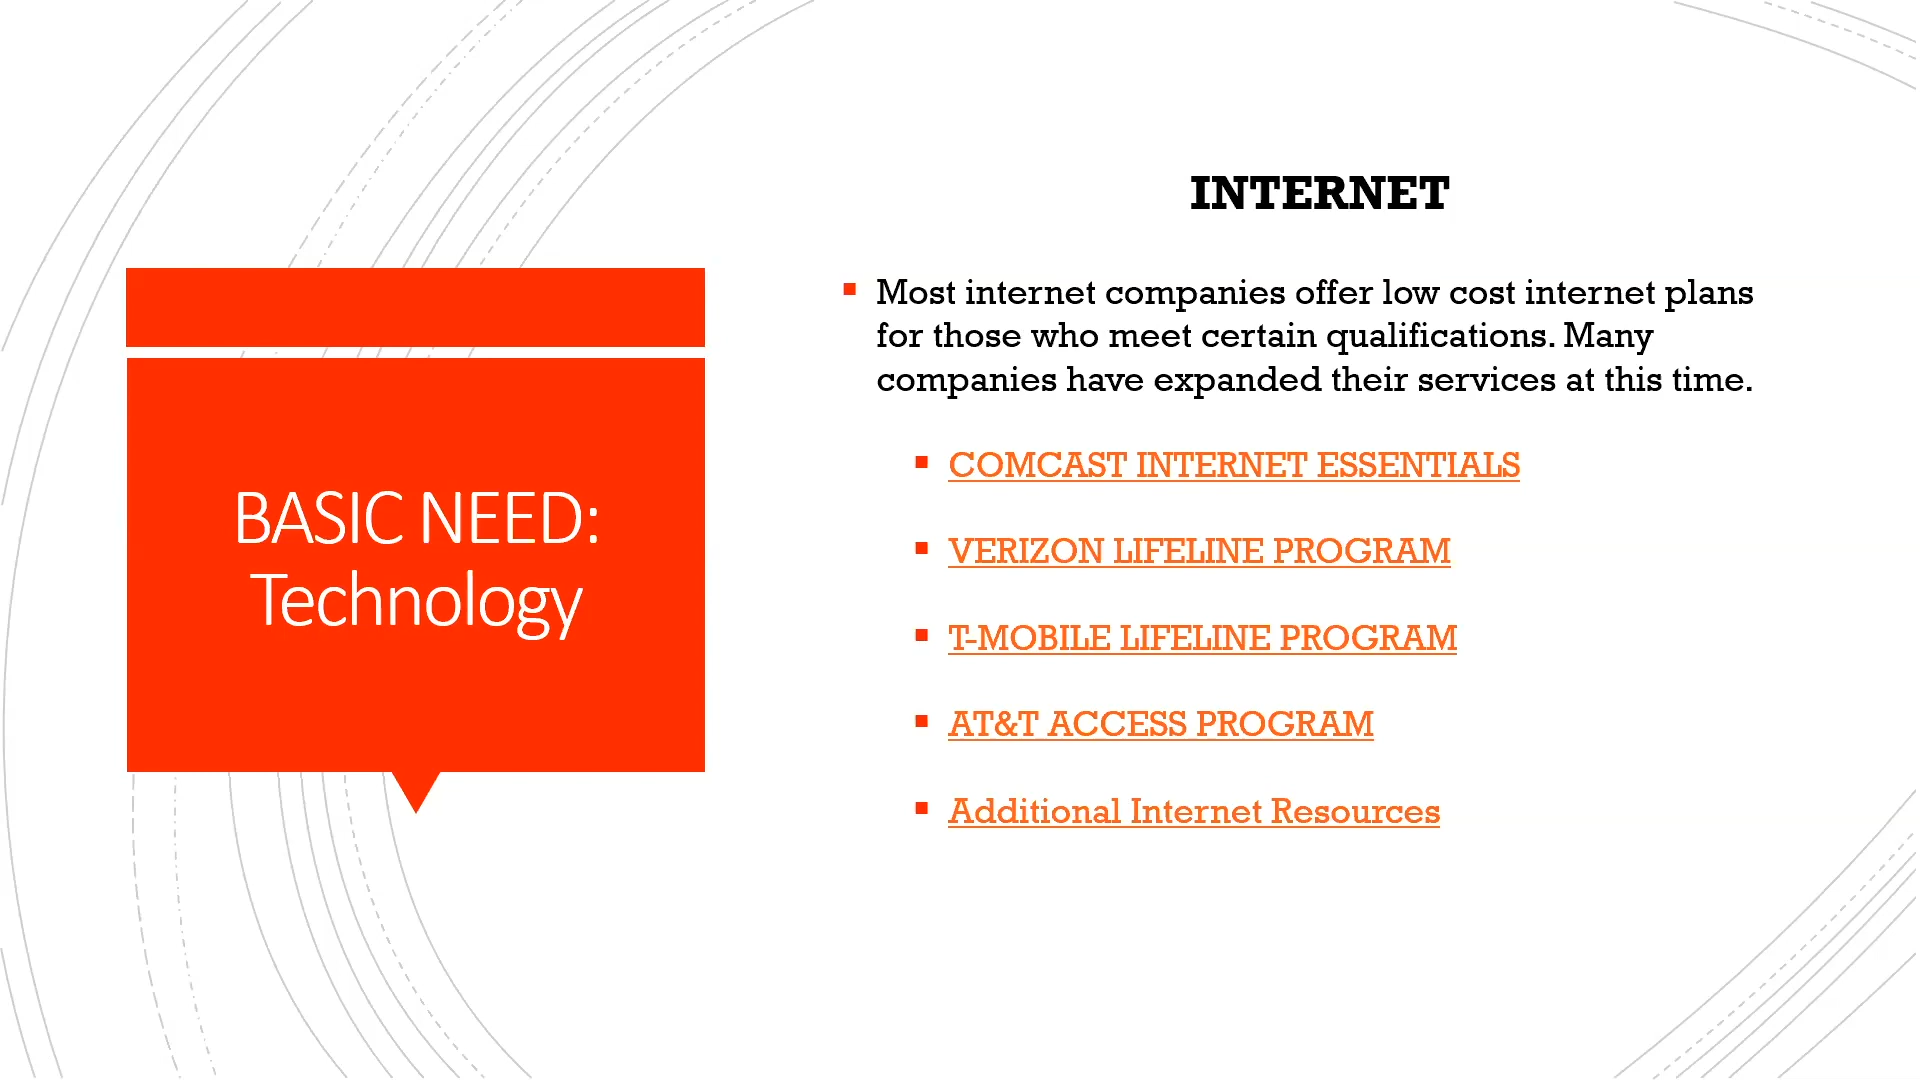 BASIC NEED:
Technology
INTERNET
Most internet companies offer low cost internet plans
for those who meet certain qualifications. Many
companies have expanded their services at this time.
COMCAST INTERNET ESSENTIALS
VERIZON LIFELINE PROGRAM
T-MOBILE LIFELINE PROGRAM
AT&T ACCESS PROGRAM
Additional Internet Resources